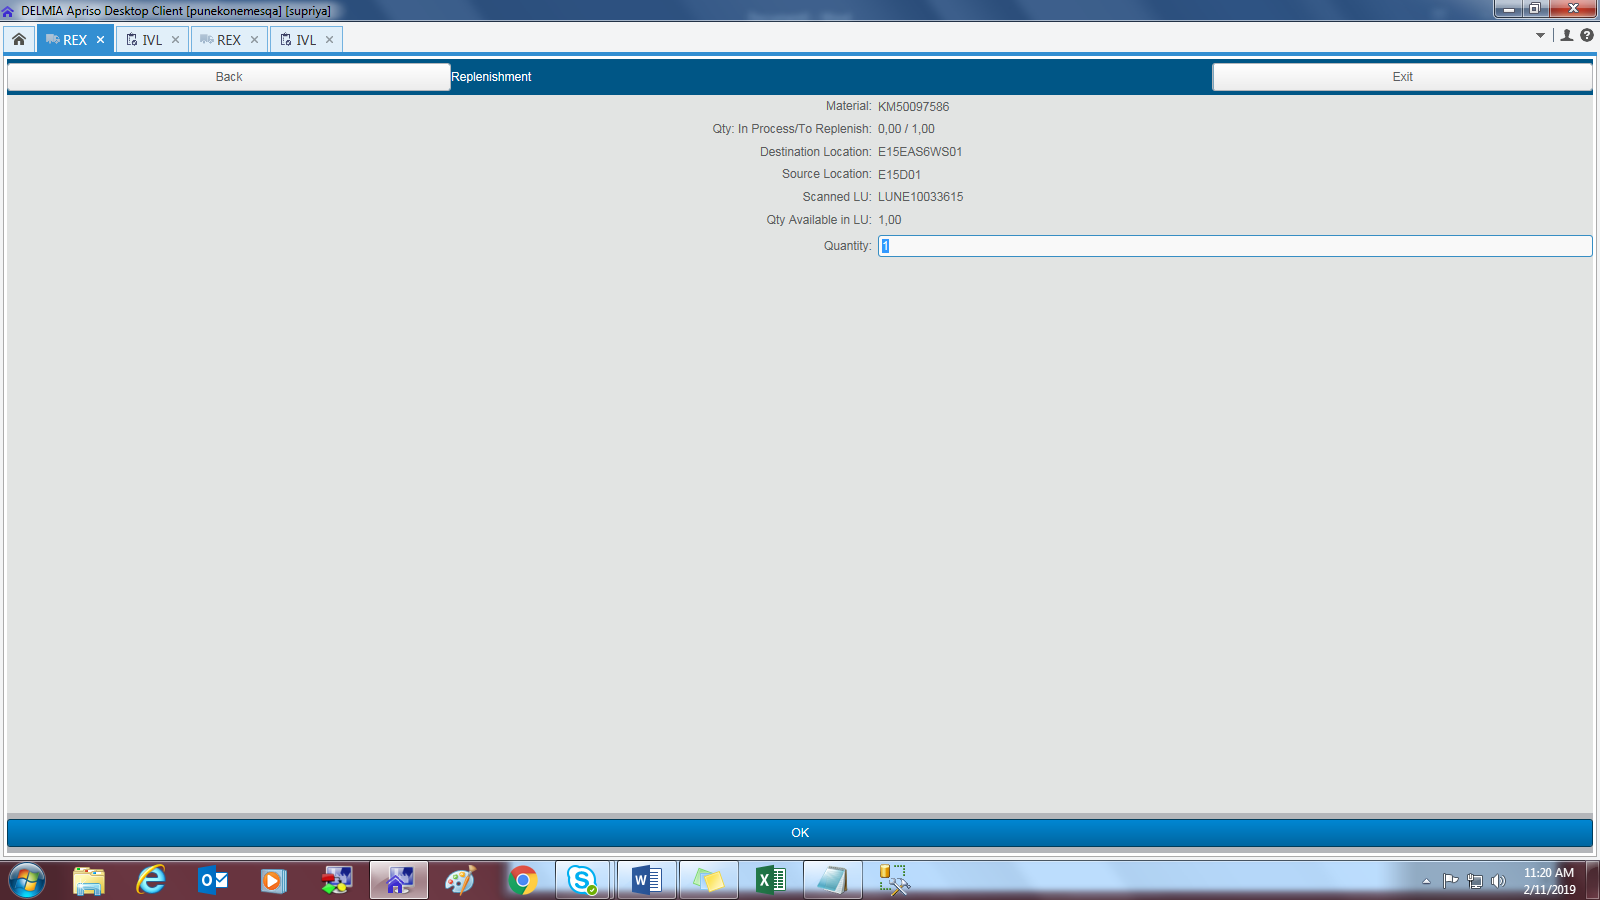 DELMIA Apriso Desktop Client [punekonemesqa] [supriya]
REX IVL REX IVL
Back Replenishment Exit
Material: KM50097586
Qty: In Process/To Replenish: 0,00 / 1,00
Destination Location: E15EAS6WS01
Source Location: E15D01
Scanned LU: LUNE10033615
Qty Available in LU: 1,00
Quantity: 1
OK
11:20 AM
2/11/2019